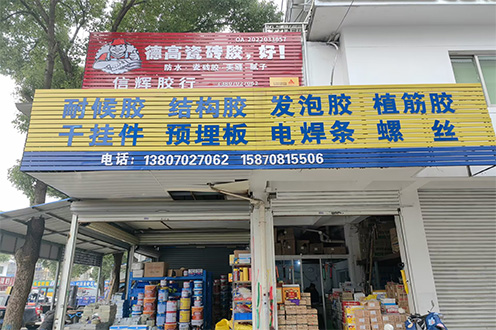 OA:2022033057
德高瓷砖胶,好!
防水·瓷砖胶·美缝·腻子
信辉胶行
耐候胶 结构胶 发泡胶 植筋胶
干挂件 预埋板 电焊条 螺丝
电话:13807027062 15870815506